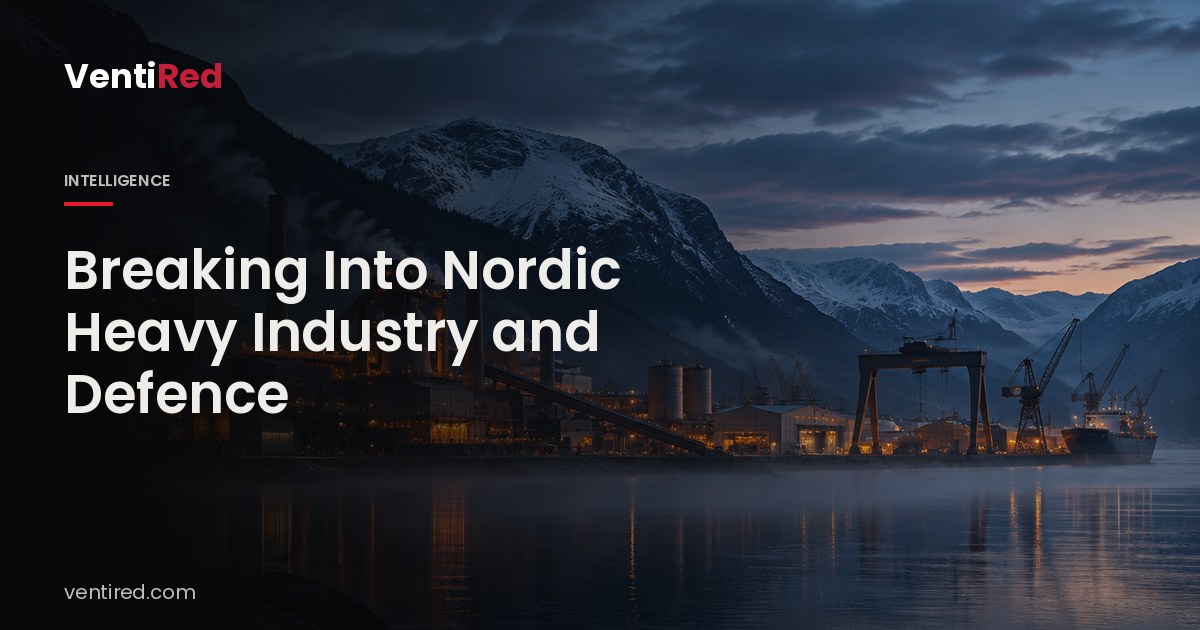 VentiRed
INTELLIGENCE
Breaking Into Nordic
Heavy Industry and
Defence
ventired.com